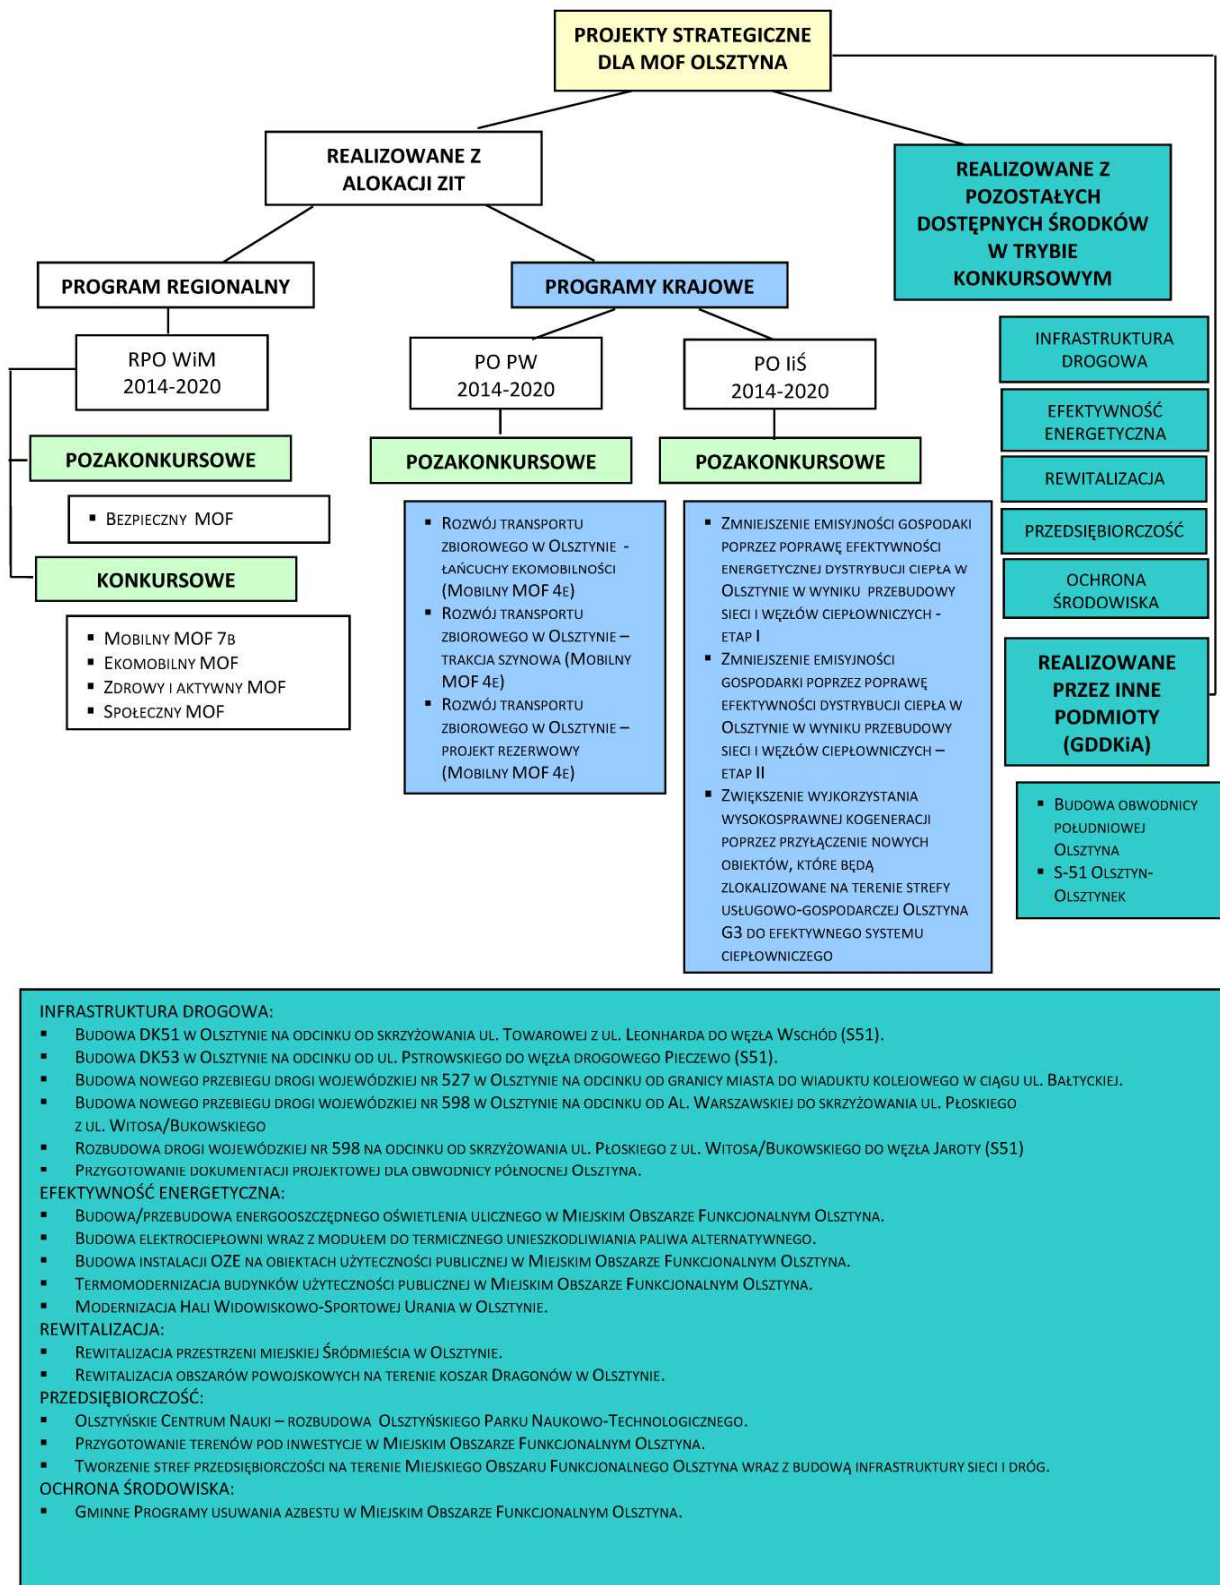 PROJEKTY STRATEGICZNE
DLA MOF OLSZTYNA
REALIZOWANE Z
ALOKACJI ZIT
REALIZOWANE Z
POZOSTAŁYCH
DOSTĘPNYCH ŚRODKÓW
W TRYBIE
KONKURSOWYM
PROGRAM REGIONALNY
PROGRAMY KRAJOWE
RPO WiM
2014-2020
PO PW
2014-2020
PO IiŚ
2014-2020
INFRASTRUKTURA
DROGOWA
EFEKTYWNOŚĆ
ENERGETYCZNA
REWITALIZACJA
PRZEDSIĘBIORCZOŚĆ
OCHRONA
ŚRODOWISKA
POZAKONKURSOWE
▪ BEZPIECZNY MOF
KONKURSOWE
▪ MOBILNY MOF 7B
▪ EKOMOBILNY MOF
▪ ZDROWY I AKTYWNY MOF
▪ SPOŁECZNY MOF
POZAKONKURSOWE
▪ ROZWÓJ TRANSPORTU
ZBIOROWEGO W OLSZTYNIE -
ŁAŃCUCHY EKOMOBILNOŚCI
(MOBILNY MOF 4E)
▪ ROZWÓJ TRANSPORTU
ZBIOROWEGO W OLSZTYNIE –
TRAKCJA SZYNOWA (MOBILNY
MOF 4E)
▪ ROZWÓJ TRANSPORTU
ZBIOROWEGO W OLSZTYNIE –
PROJEKT REZERWOWY
(MOBILNY MOF 4E)
POZAKONKURSOWE
▪ ZMNIEJSZENIE EMISYJNOŚCI GOSPODAKI
POPRZEZ POPRAWĘ EFEKTYWNOŚCI
ENERGETYCZNEJ DYSTRYBUCJI CIEPŁA W
OLSZTYNIE W WYNIKU PRZEBUDOWY
SIECI I WĘZŁÓW CIEPŁOWNICZYCH -
ETAP I
▪ ZMNIEJSZENIE EMISYJNOŚCI
GOSPODARKI POPRZEZ POPRAWĘ
EFEKTYWNOŚCI DYSTRYBUCJI CIEPŁA W
OLSZTYNIE W WYNIKU PRZEBUDOWY
SIECI I WĘZŁÓW CIEPŁOWNICZYCH –
ETAP II
▪ ZWIĘKSZENIE WYJKORZYSTANIA
WYSOKOSPRAWNEJ KOGENERACJI
POPRZEZ PRZYŁĄCZENIE NOWYCH
OBIEKTÓW, KTÓRE BĘDĄ
ZLOKALIZOWANE NA TERENIE STREFY
USŁUGOWO-GOSPODARCZEJ OLSZTYNA
G3 DO EFEKTYWNEGO SYSTEMU
CIEPŁOWNICZEGO
REALIZOWANE
PRZEZ INNE
PODMIOTY
(GDDKiA)
▪ BUDOWA OBWODNICY
POŁUDNIOWEJ
OLSZTYNA
▪ S-51 OLSZTYN-
OLSZTYNEK
INFRASTRUKTURA DROGOWA:
▪ BUDOWA DK51 W OLSZTYNIE NA ODCINKU OD SKRZYŻOWANIA UL. TOWAROWEJ Z UL. LEONHARDA DO WĘZŁA WSCHÓD (S51).
▪ BUDOWA DK53 W OLSZTYNIE NA ODCINKU OD UL. PSTROWSKIEGO DO WĘZŁA DROGOWEGO PIECZEWO (S51).
▪ BUDOWA NOWEGO PRZEBIEGU DROGI WOJEWÓDZKIEJ NR 527 W OLSZTYNIE NA ODCINKU OD GRANICY MIASTA DO WIADUKTU KOLEJOWEGO W CIĄGU UL. BAŁTYCKIEJ.
▪ BUDOWA NOWEGO PRZEBIEGU DROGI WOJEWÓDZKIEJ NR 598 W OLSZTYNIE NA ODCINKU OD AL. WARSZAWSKIEJ DO SKRZYŻOWANIA UL. PŁOSKIEGO
Z UL. WITOSA/BUKOWSKIEGO
▪ ROZBUDOWA DROGI WOJEWÓDZKIEJ NR 598 NA ODCINKU OD SKRZYŻOWANIA UL. PŁOSKIEGO Z UL. WITOSA/BUKOWSKIEGO DO WĘZŁA JAROTY (S51)
▪ PRZYGOTOWANIE DOKUMENTACJI PROJEKTOWEJ DLA OBWODNICY PÓŁNOCNEJ OLSZTYNA.
EFEKTYWNOŚĆ ENERGETYCZNA:
▪ BUDOWA/PRZEBUDOWA ENERGOOSZCZĘDNEGO OŚWIETLENIA ULICZNEGO W MIEJSKIM OBSZARZE FUNKCJONALNYM OLSZTYNA.
▪ BUDOWA ELEKTROCIEPŁOWNI WRAZ Z MODUŁEM DO TERMICZNEGO UNIESZKODLIWIANIA PALIWA ALTERNATYWNEGO.
▪ BUDOWA INSTALACJI OZE NA OBIEKTACH UŻYTECZNOŚCI PUBLICZNEJ W MIEJSKIM OBSZARZE FUNKCJONALNYM OLSZTYNA.
▪ TERMOMODERNIZACJA BUDYNKÓW UŻYTECZNOŚCI PUBLICZNEJ W MIEJSKIM OBSZARZE FUNKCJONALNYM OLSZTYNA.
▪ MODERNIZACJA HALI WIDOWISKOWO-SPORTOWEJ URANIA W OLSZTYNIE.
REWITALIZACJA:
▪ REWITALIZACJA PRZESTRZENI MIEJSKIEJ ŚRÓDMIEŚCIA W OLSZTYNIE.
▪ REWITALIZACJA OBSZARÓW POWOJSKOWYCH NA TERENIE KOSZAR DRAGONÓW W OLSZTYNIE.
PRZEDSIĘBIORCZOŚĆ:
▪ OLSZTYŃSKIE CENTRUM NAUKI – ROZBUDOWA OLSZTYŃSKIEGO PARKU NAUKOWO-TECHNOLOGICZNEGO.
▪ PRZYGOTOWANIE TERENÓW POD INWESTYCJE W MIEJSKIM OBSZARZE FUNKCJONALNYM OLSZTYNA.
▪ TWORZENIE STREF PRZEDSIĘBIORCZOŚCI NA TERENIE MIEJSKIEGO OBSZARU FUNKCJONALNEGO OLSZTYNA WRAZ Z BUDOWĄ INFRASTRUKTURY SIECI I DRÓG.
OCHRONA ŚRODOWISKA:
▪ GMINNE PROGRAMY USUWANIA AZBESTU W MIEJSKIM OBSZARZE FUNKCJONALNYM OLSZTYNA.